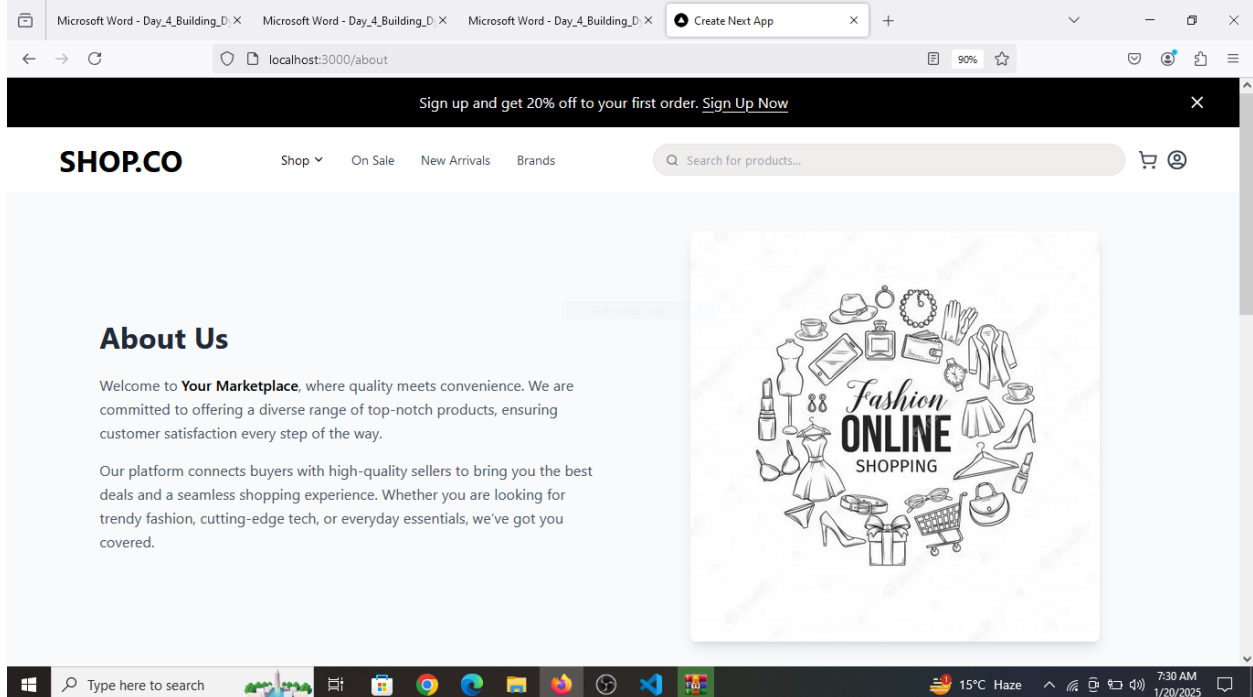 Microsoft Word - Day_4_Building_Dy
Microsoft Word - Day_4_Building_Dy
Microsoft Word - Day_4_Building_Dy
Create Next App
localhost:3000/about
90%
Sign up and get 20% off to your first order. Sign Up Now
SHOP.CO
Shop
On Sale
New Arrivals
Brands
Search for products...
About Us
Welcome to Your Marketplace, where quality meets convenience. We are
committed to offering a diverse range of top-notch products, ensuring
customer satisfaction every step of the way.
Our platform connects buyers with high-quality sellers to bring you the best
deals and a seamless shopping experience. Whether you are looking for
trendy fashion, cutting-edge tech, or everyday essentials, we've got you
covered.
Fashion
ONLINE
SHOPPING
Type here to search
15°C Haze
7:30 AM
1/20/2025